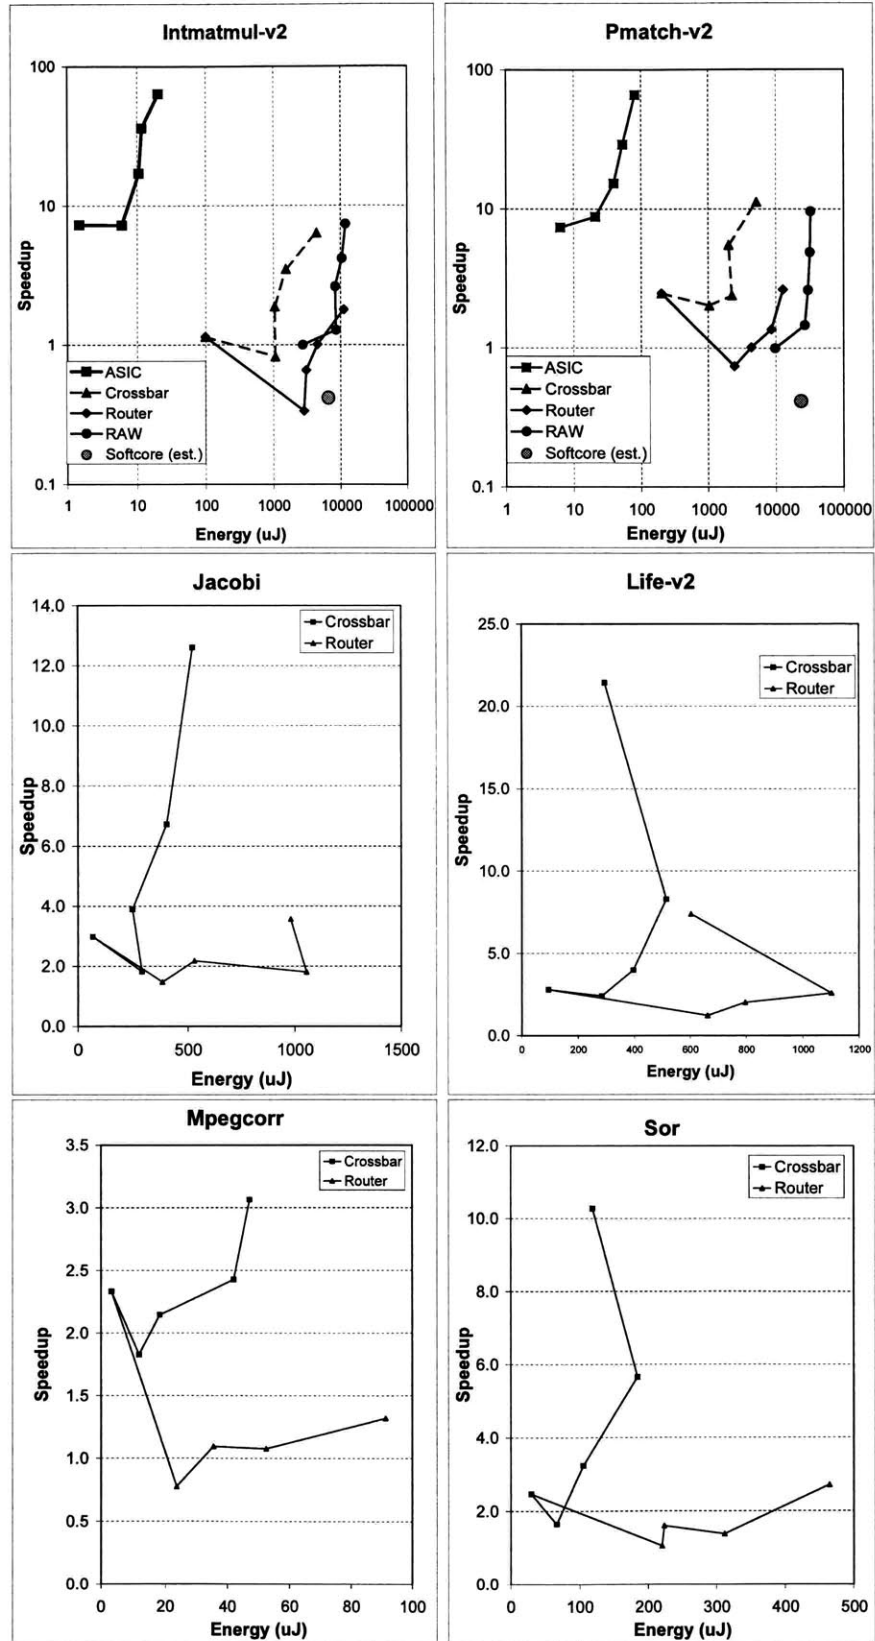 Intmatmul-v2
100
10
1
0.1
Speedup
ASIC
Crossbar
Router
RAW
Softcore (est.)
1 10 100 1000 10000 100000
Energy (uJ)
Pmatch-v2
100
10
1
0.1
Speedup
ASIC
Crossbar
Router
RAW
Softcore (est.)
1 10 100 1000 10000 100000
Energy (uJ)
Jacobi
14.0
12.0
10.0
8.0
6.0
4.0
2.0
0.0
Speedup
Crossbar
Router
0 500 1000 1500
Energy (uJ)
Life-v2
25.0
20.0
15.0
10.0
5.0
0.0
Speedup
Crossbar
Router
0 200 400 600 800 1000 1200
Energy (uJ)
Mpegcorr
3.5
3.0
2.5
2.0
1.5
1.0
0.5
0.0
Speedup
Crossbar
Router
0 20 40 60 80 100
Energy (uJ)
Sor
12.0
10.0
8.0
6.0
4.0
2.0
0.0
Speedup
Crossbar
Router
0 100 200 300 400 500
Energy (uJ)